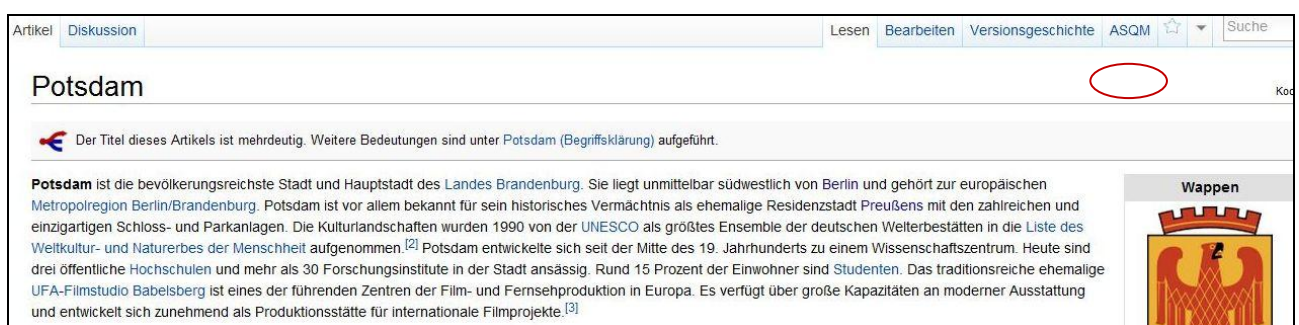 Artikel Diskussion Lesen Bearbeiten Versionsgeschichte ASQM Suche
Potsdam
Der Titel dieses Artikels ist mehrdeutig. Weitere Bedeutungen sind unter Potsdam (Begriffsklärung) aufgeführt.
Potsdam ist die bevölkerungsreichste Stadt und Hauptstadt des Landes Brandenburg. Sie liegt unmittelbar südwestlich von Berlin und gehört zur europäischen
Metropolregion Berlin/Brandenburg. Potsdam ist vor allem bekannt für sein historisches Vermächtnis als ehemalige Residenzstadt Preußens mit den zahlreichen und
einzigartigen Schloss- und Parkanlagen. Die Kulturlandschaften wurden 1990 von der UNESCO als größtes Ensemble der deutschen Welterbestätten in die Liste des
Weltkultur- und Naturerbes der Menschheit aufgenommen.[2] Potsdam entwickelte sich seit der Mitte des 19. Jahrhunderts zu einem Wissenschaftszentrum. Heute sind
drei öffentliche Hochschulen und mehr als 30 Forschungsinstitute in der Stadt ansässig. Rund 15 Prozent der Einwohner sind Studenten. Das traditionsreiche ehemalige
UFA-Filmstudio Babelsberg ist eines der führenden Zentren der Film- und Fernsehproduktion in Europa. Es verfügt über große Kapazitäten an moderner Ausstattung
und entwickelt sich zunehmend als Produktionsstätte für internationale Filmprojekte.[3]
Wappen